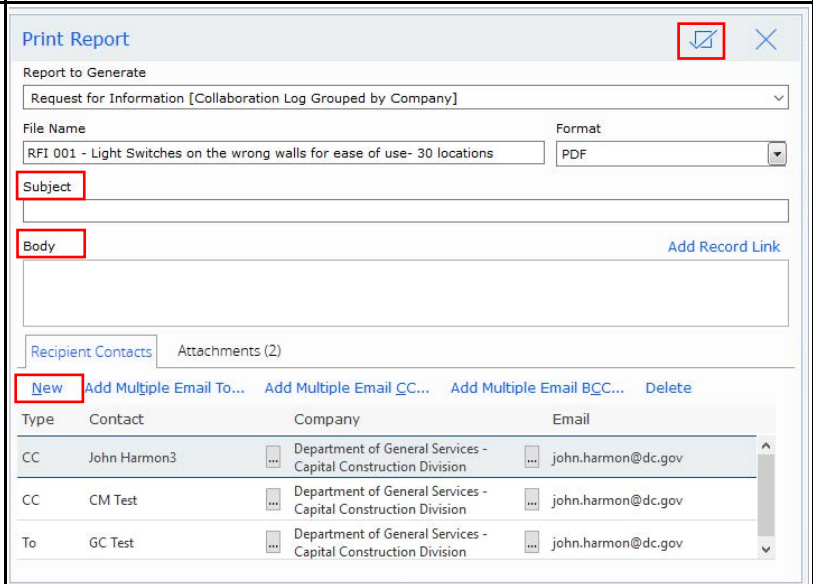 Print Report
Report to Generate
Request for Information [Collaboration Log Grouped by Company]
File Name
Format
RFI 001 - Light Switches on the wrong walls for ease of use- 30 locations
PDF
Subject
Body
Add Record Link
Recipient Contacts
Attachments (2)
New
Add Multiple Email To...
Add Multiple Email CC...
Add Multiple Email BCC...
Delete
Type
Contact
Company
Email
CC
John Harmon3
...
Department of General Services -
Capital Construction Division
...
john.harmon@dc.gov
CC
CM Test
...
Department of General Services -
Capital Construction Division
...
john.harmon@dc.gov
To
GC Test
...
Department of General Services -
Capital Construction Division
...
john.harmon@dc.gov